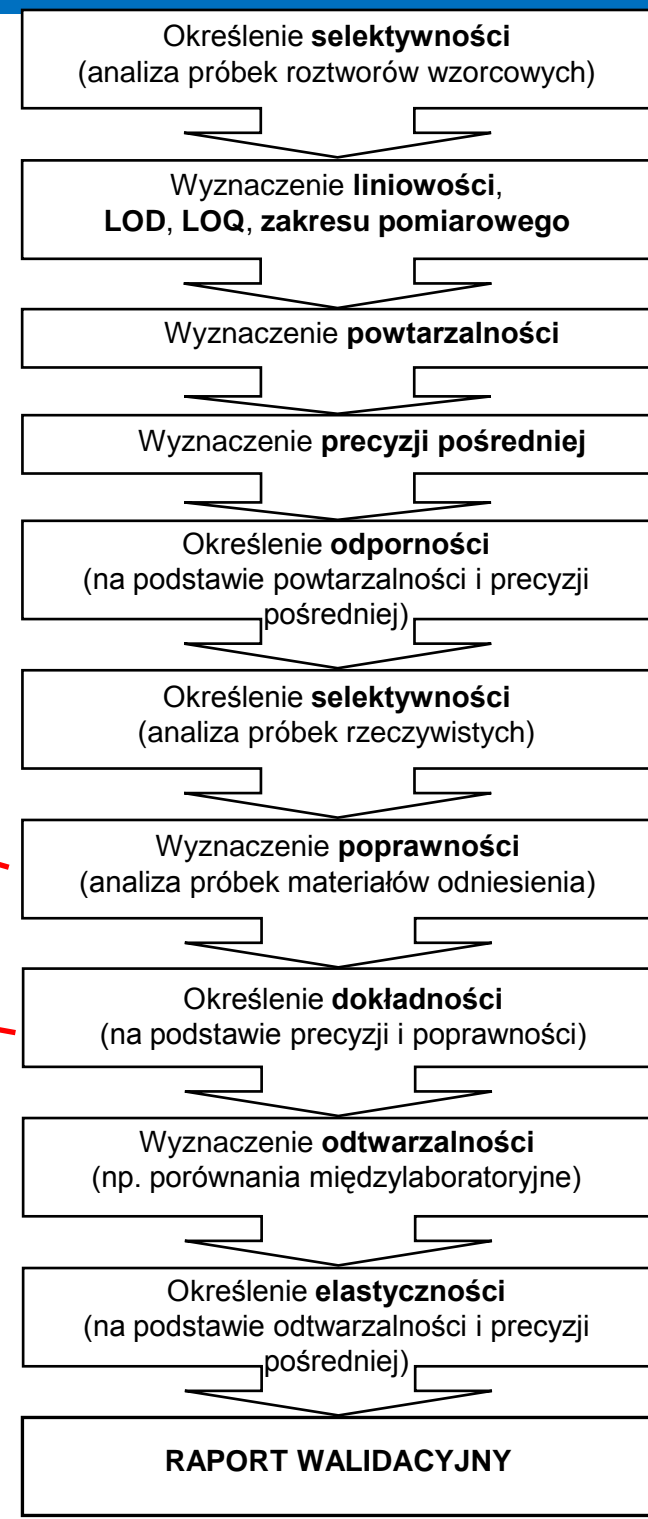 Określenie selektywności
(analiza próbek roztworów wzorcowych)
Wyznaczenie liniowości,
LOD, LOQ, zakresu pomiarowego
Wyznaczenie powtarzalności
Wyznaczenie precyzji pośredniej
Określenie odporności
(na podstawie powtarzalności i precyzji
pośredniej)
Określenie selektywności
(analiza próbek rzeczywistych)
Wyznaczenie poprawności
(analiza próbek materiałów odniesienia)
Określenie dokładności
(na podstawie precyzji i poprawności)
Wyznaczenie odtwarzalności
(np. porównania międzylaboratoryjne)
Określenie elastyczności
(na podstawie odtwarzalności i precyzji
pośredniej)
RAPORT WALIDACYJNY